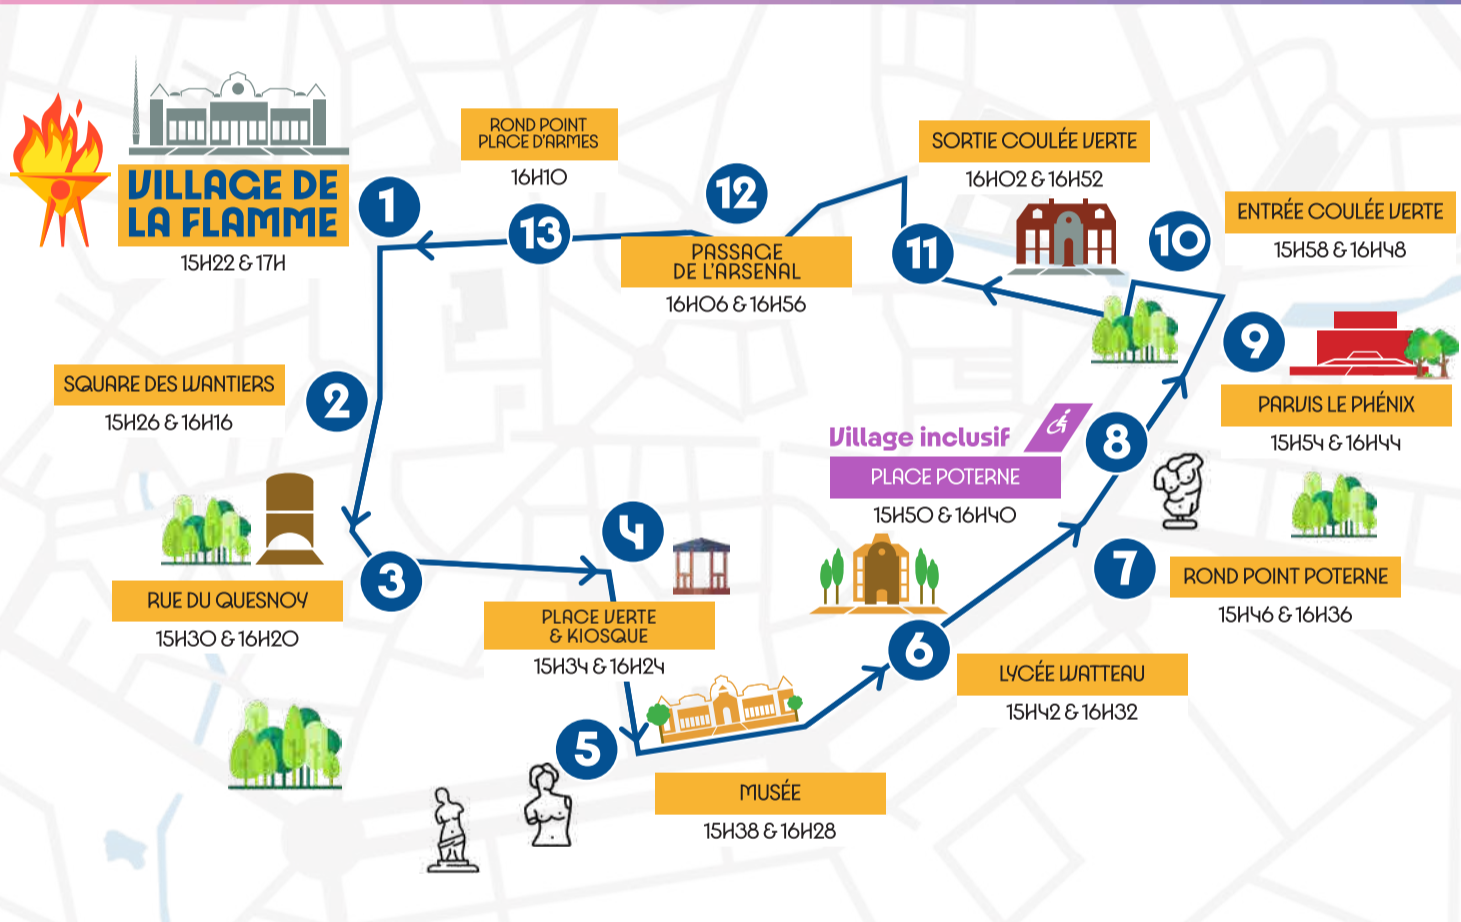 VILLAGE DE
LA FLAMME
15H22 & 17H
1
ROND POINT
PLACE D'ARMES
16H10
13
12
PASSAGE
DE L'ARSENAL
16H06 & 16H56
SORTIE COULÉE VERTE
16H02 & 16H52
11
10
ENTRÉE COULÉE VERTE
15H58 & 16H48
9
PARVIS LE PHÉNIX
15H54 & 16H44
SQUARE DES WANTIERS
15H26 & 16H16
2
Village inclusif
PLACE POTERNE
15H50 & 16H40
8
RUE DU QUESNOY
15H30 & 16H20
3
4
PLACE VERTE
& KIOSQUE
15H34 & 16H24
7
ROND POINT POTERNE
15H46 & 16H36
6
LYCÉE WATTEAU
15H42 & 16H32
5
MUSÉE
15H38 & 16H28